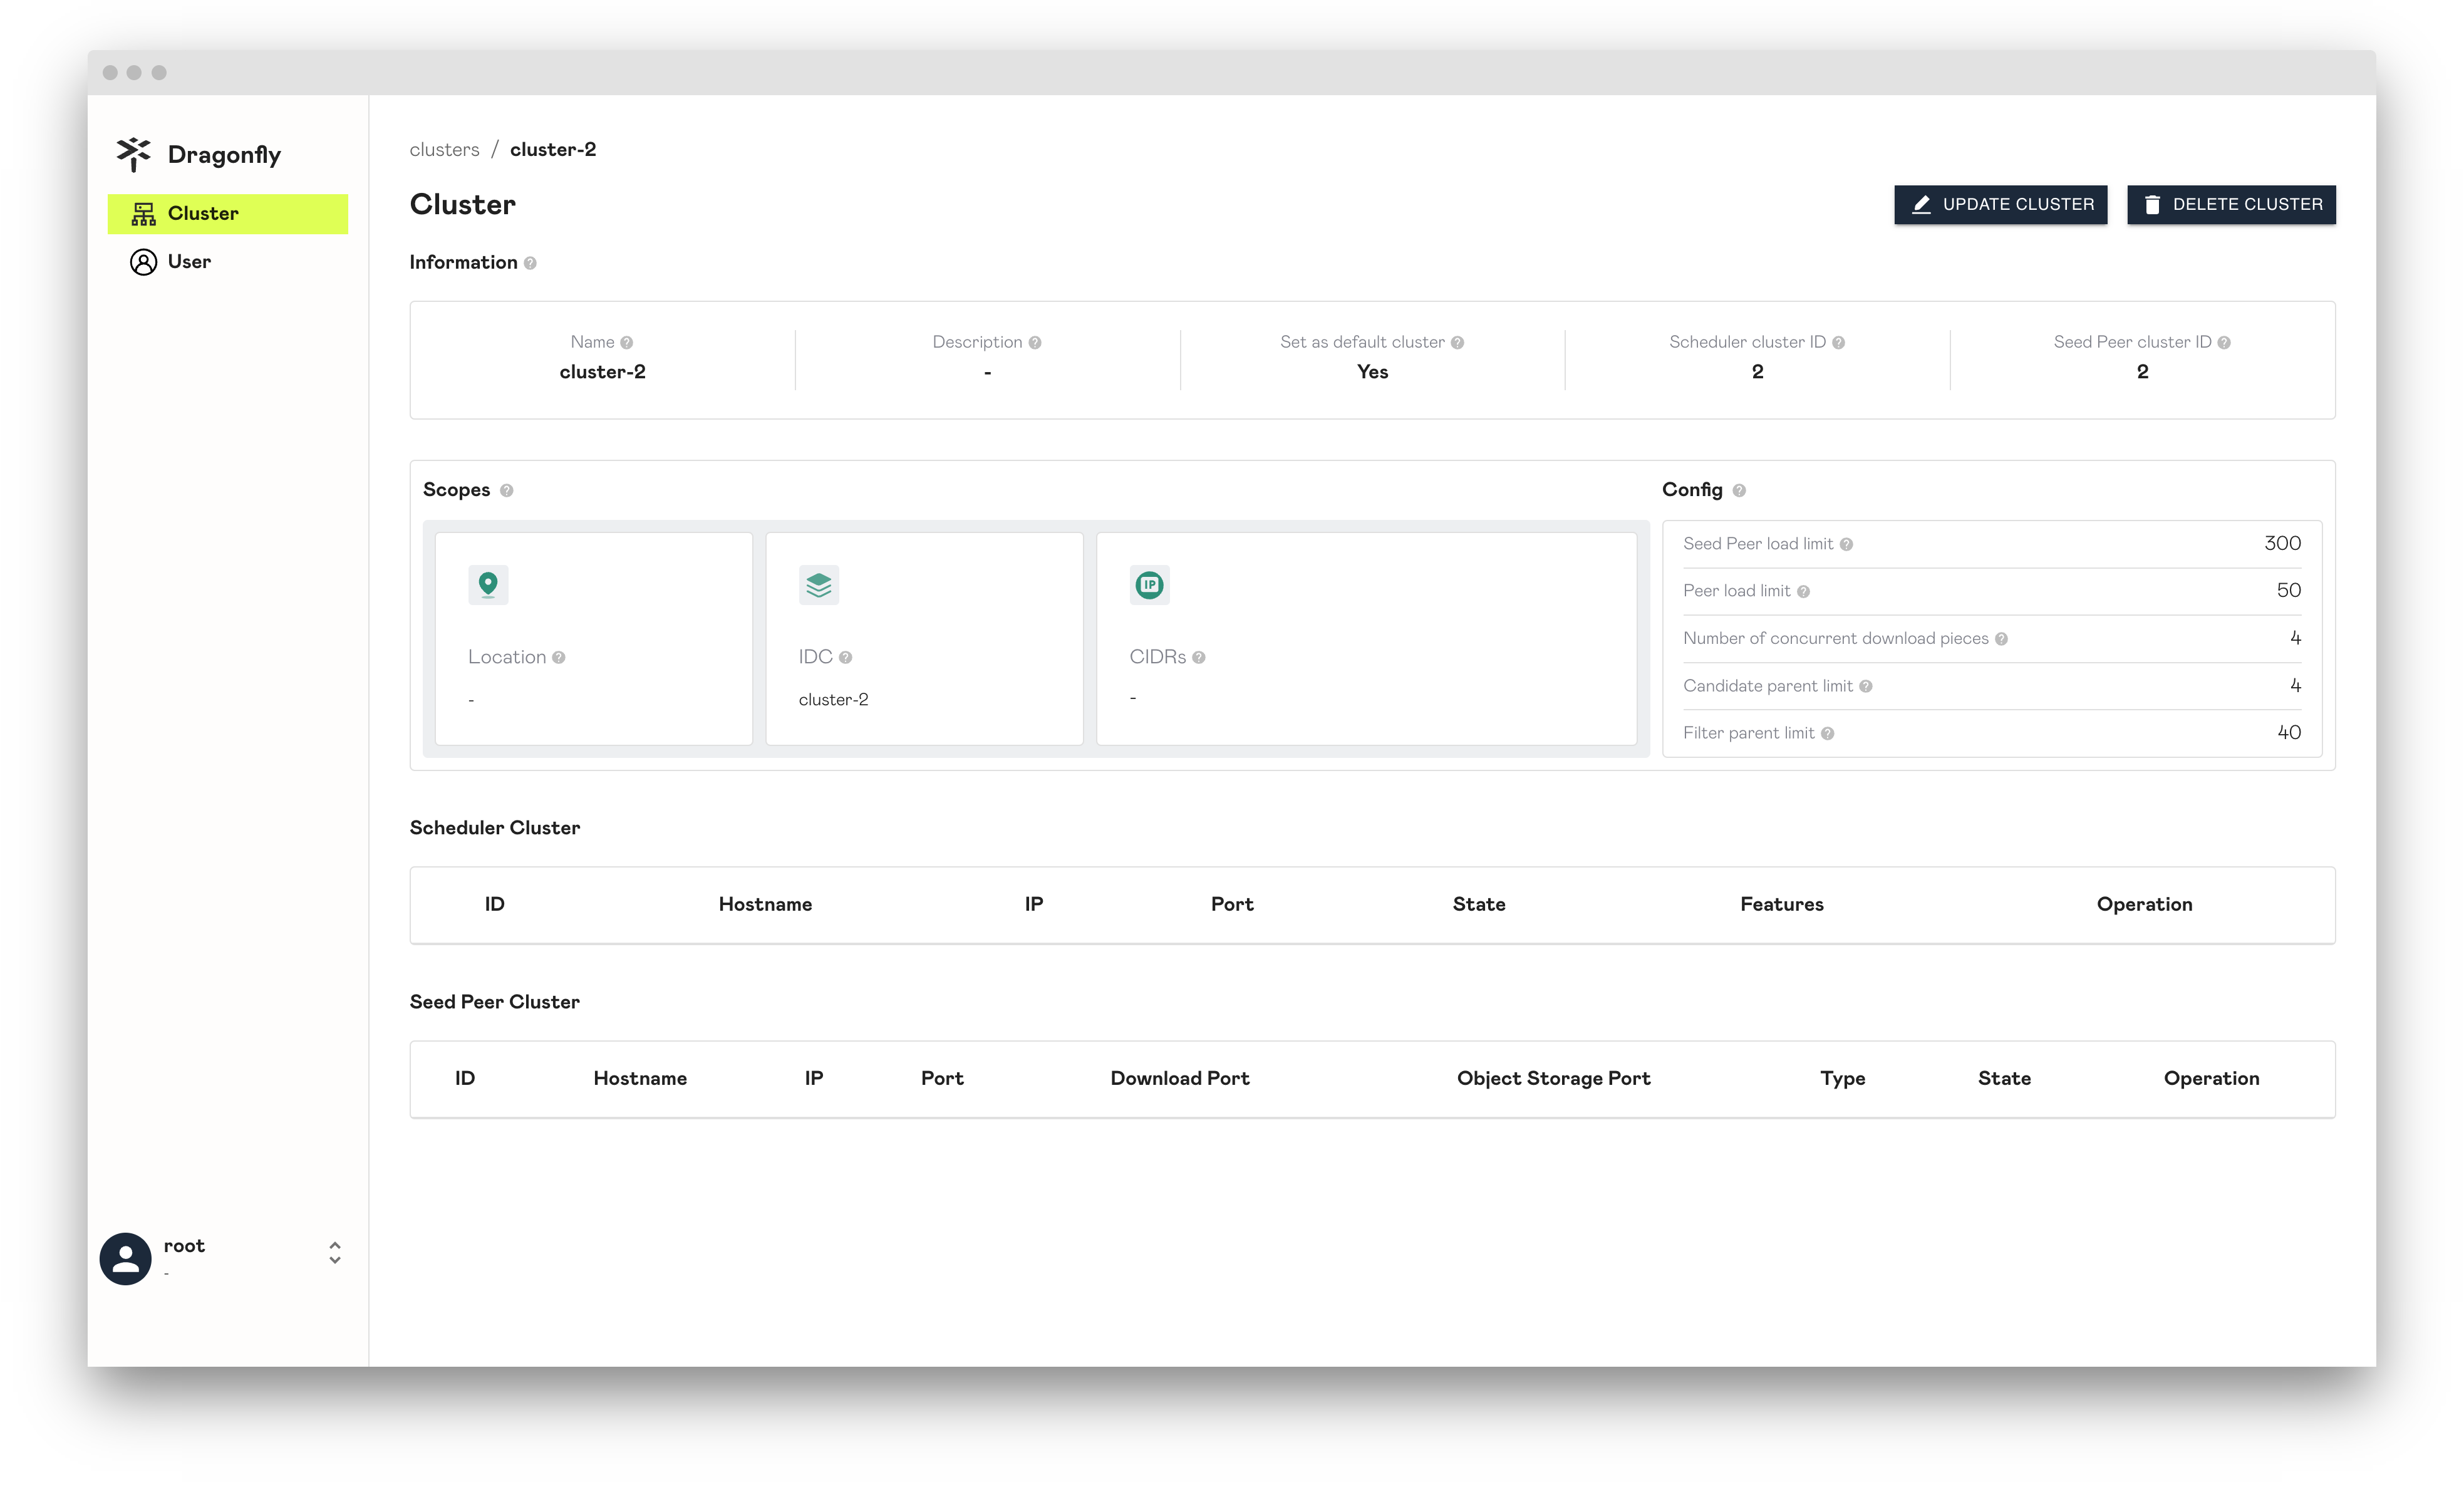 Dragonfly
Cluster
User
clusters / cluster-2
Cluster
UPDATE CLUSTER
DELETE CLUSTER
Information ?
Name ?
cluster-2
Description ?
-
Set as default cluster ?
Yes
Scheduler cluster ID ?
2
Seed Peer cluster ID ?
2
Scopes ?
Location ?
-
IDC ?
cluster-2
IP
CIDRs ?
-
Config ?
Seed Peer load limit ? 300
Peer load limit ? 50
Number of concurrent download pieces ? 4
Candidate parent limit ? 4
Filter parent limit ? 40
Scheduler Cluster
ID Hostname IP Port State Features Operation
Seed Peer Cluster
ID Hostname IP Port Download Port Object Storage Port Type State Operation
root
-